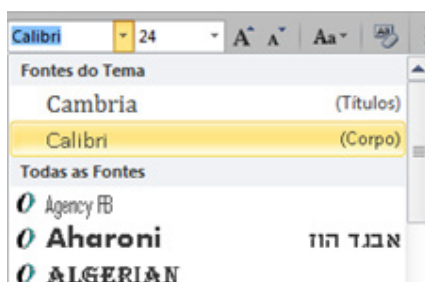 Calibri 24 A A Aa
Fontes do Tema
Cambria (Títulos)
Calibri (Corpo)
Todas as Fontes
O Agency FB
O Aharoni אבגד הוז
O ALGERIAN